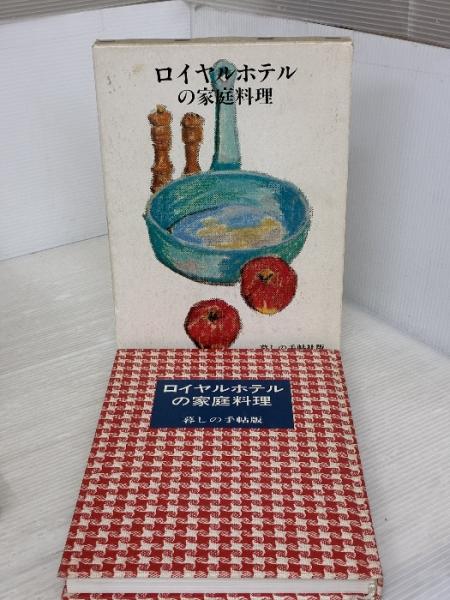 ロイヤルホテル
の家庭料理
暮しの手帖社版
ロイヤルホテル
の家庭料理
暮しの手帖版